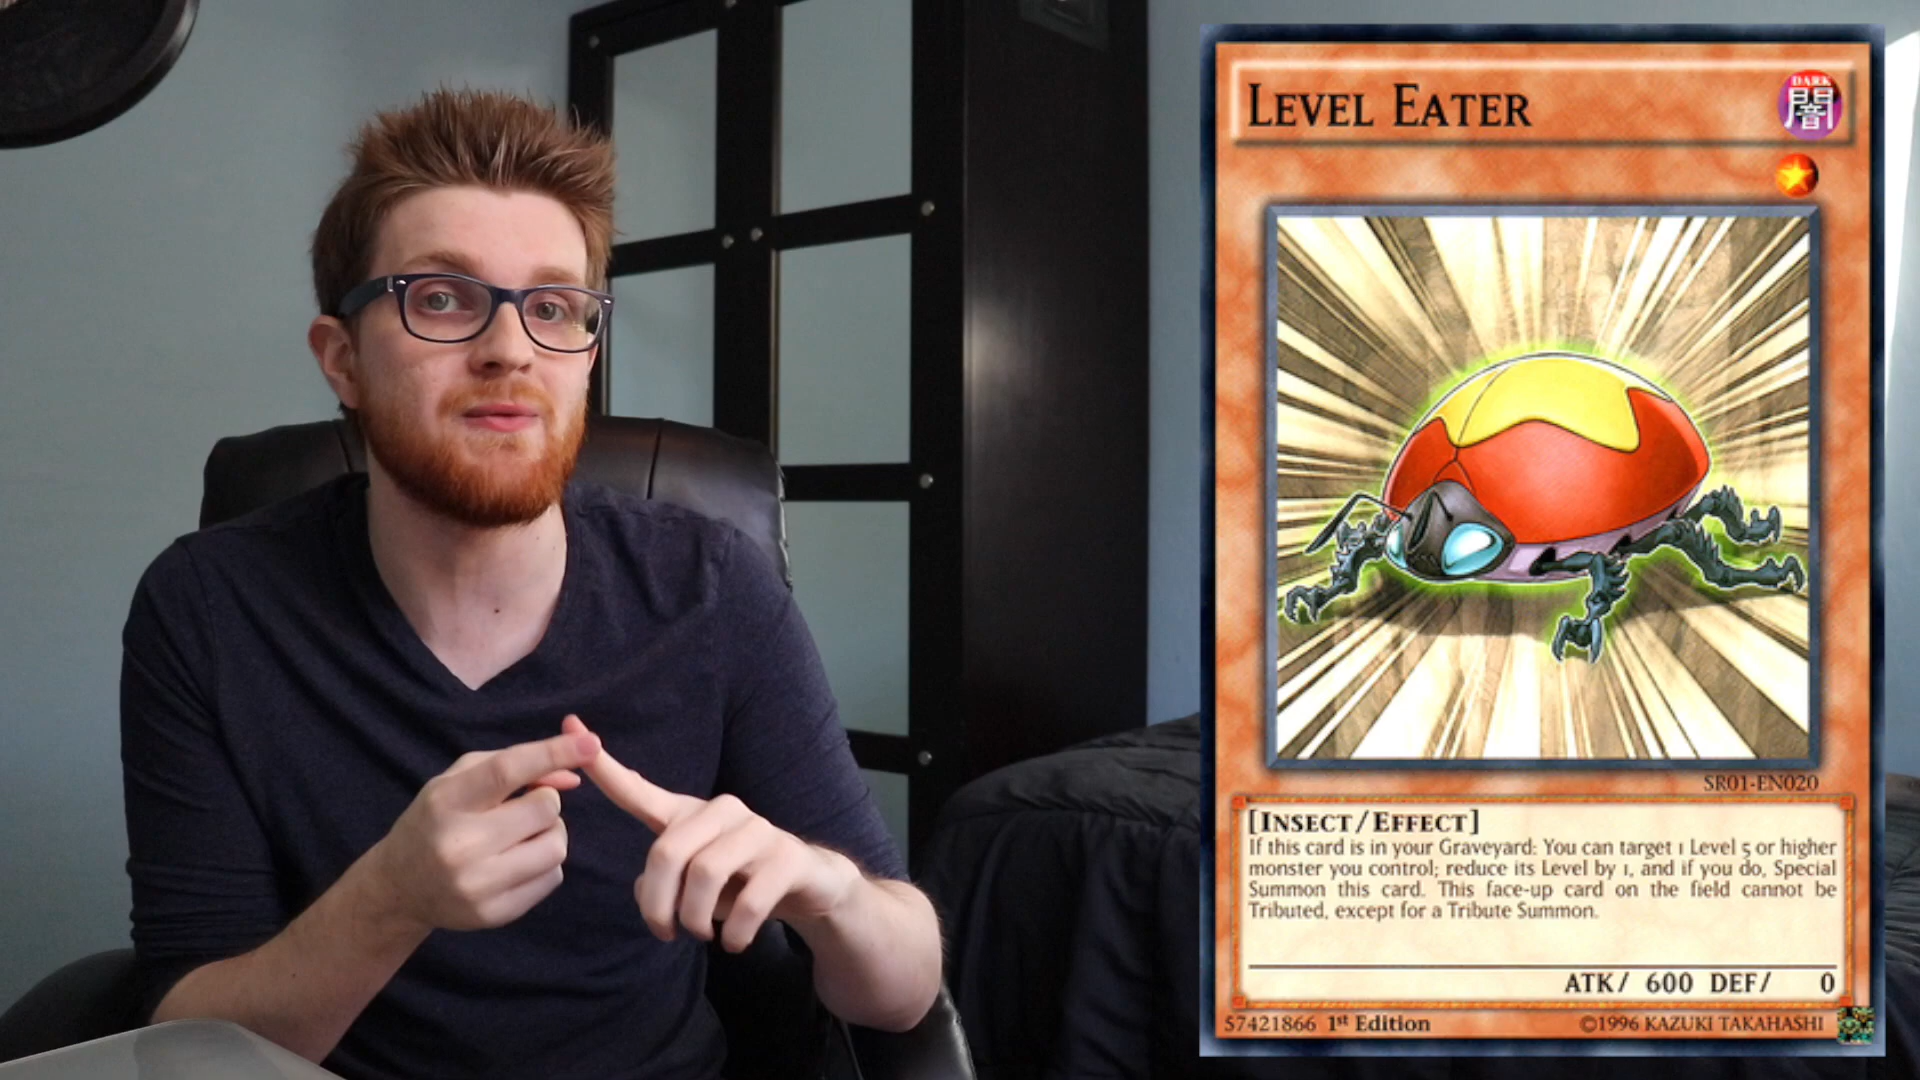 LEVEL EATER
DARK
闇
SR01-EN020
[INSECT/EFFECT]
If this card is in your Graveyard: You can target 1 Level 5 or higher
monster you control; reduce its Level by 1, and if you do, Special
Summon this card. This face-up card on the field cannot be
Tributed, except for a Tribute Summon.
ATK/ 600 DEF/ 0
57421866 1st Edition ©1996 KAZUKI TAKAHASHI